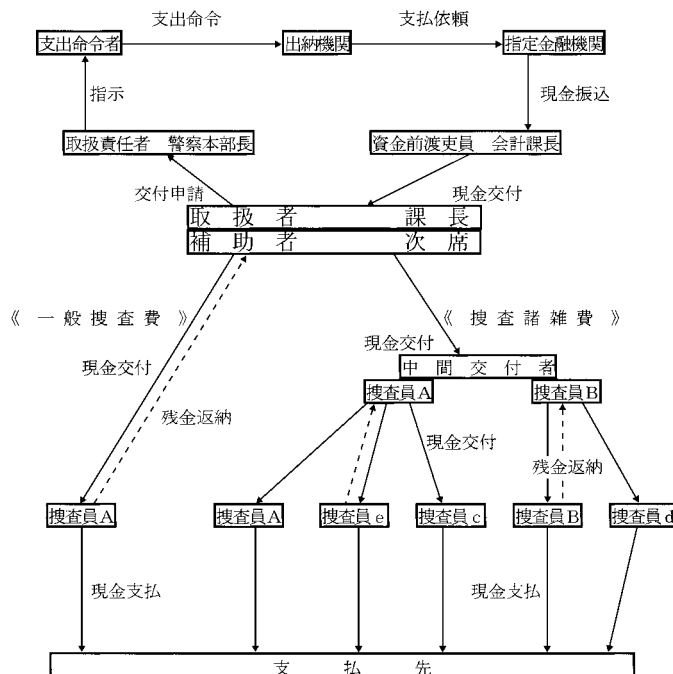 支出命令 支払依頼
支出命令者 出納機関 指定金融機関
指示 現金振込
取扱責任者 警察本部長 資金前渡吏員 会計課長
交付申請 現金交付
取扱者 課長
補助者 次席
《一般捜査費》 《捜査諸雑費》
現金交付 現金交付
中間交付者
捜査員A 捜査員B
残金返納 現金交付 残金返納
捜査員A 捜査員A 捜査員e 捜査員c 捜査員B 捜査員d
現金支払 現金支払
支払先